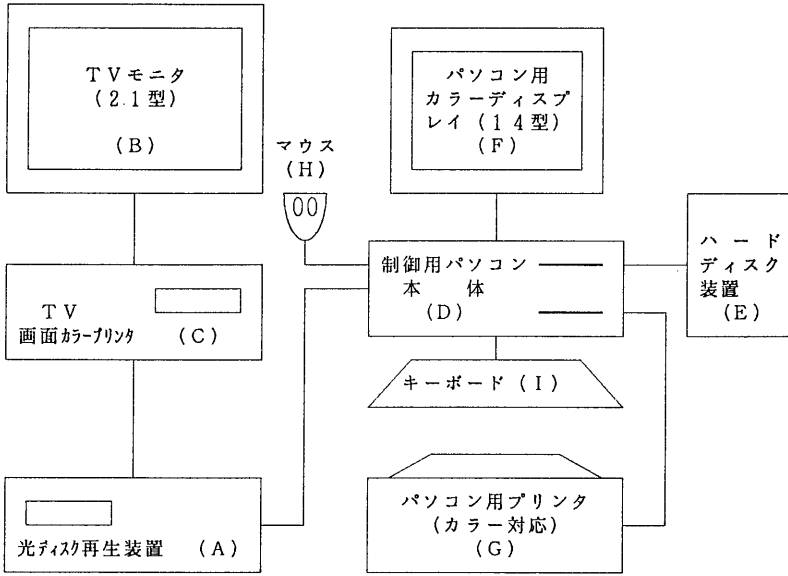 TVモニタ
(2.1型)
(B)
マウス
(H)
パソコン用
カラーディスプ
レイ(14型)
(F)
TV
画面カラープリンタ (C)
制御用パソコン
本 体
(D)
ハード
ディスク
装置
(E)
キーボード(I)
光ディスク再生装置 (A)
パソコン用プリンタ
(カラー対応)
(G)